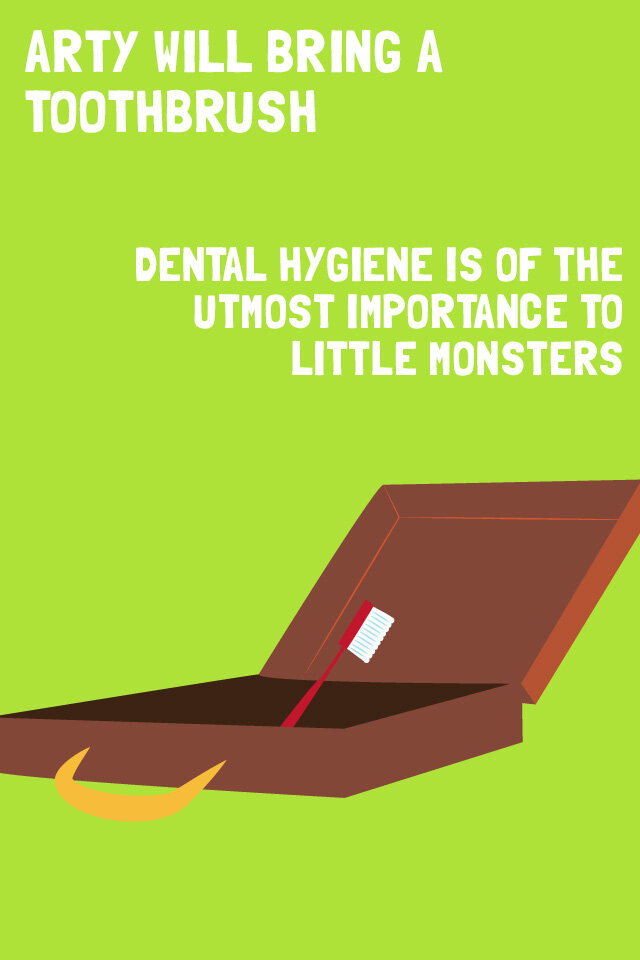 ARTY WILL BRING A
TOOTHBRUSH
DENTAL HYGIENE IS OF THE
UTMOST IMPORTANCE TO
LITTLE MONSTERS